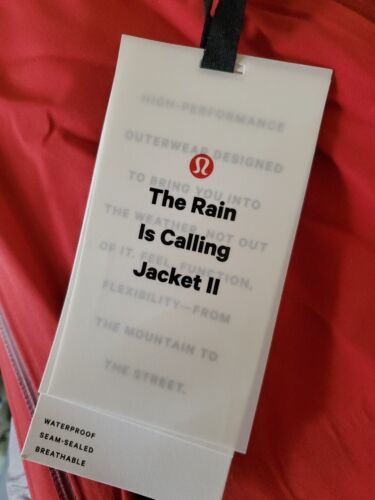 HIGH-PERFORMANCE
OUTERWEAR DESIGNED
TO BRING YOU INTO
THE WEATHER, NOT OUT
OF IT. FEEL, FUNCTION,
FLEXIBILITY—FROM
THE MOUNTAIN TO
THE STREET.
The Rain
Is Calling
Jacket II
WATERPROOF
SEAM-SEALED
BREATHABLE